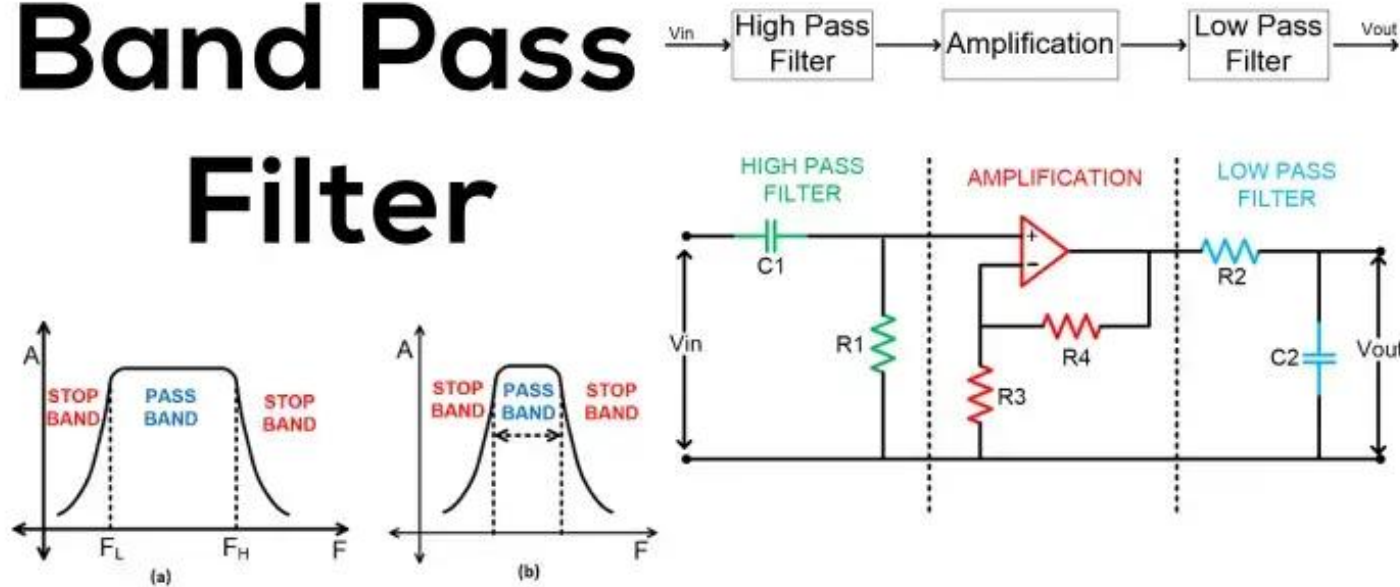 Band Pass
Filter
Vin
High Pass
Filter
Amplification
Low Pass
Filter
Vout
HIGH PASS
FILTER
AMPLIFICATION
LOW PASS
FILTER
C1
+
−
R2
Vin
R1
R4
C2
Vout
R3
A
STOP
BAND
PASS
BAND
STOP
BAND
FL
FH
F
(a)
A
STOP
BAND
PASS
BAND
STOP
BAND
F
(b)